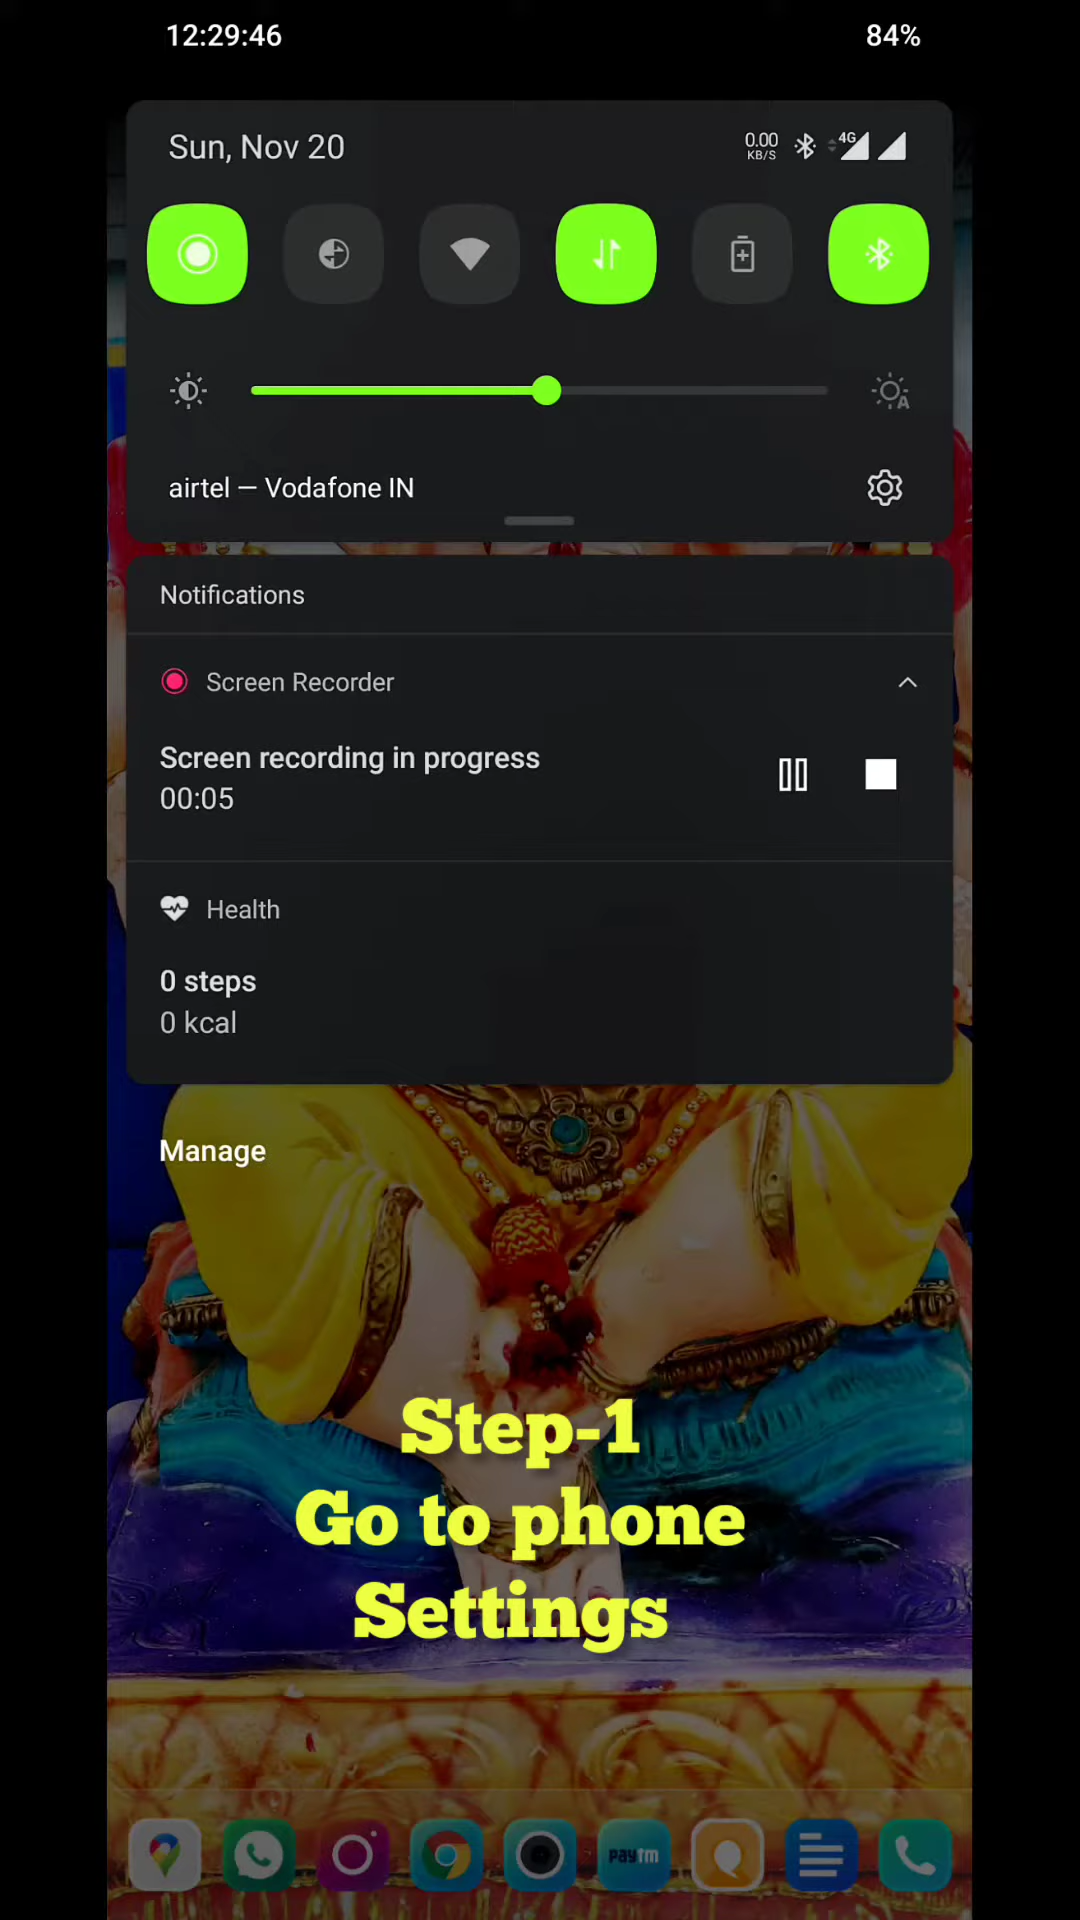 12:29:46 84%
Sun, Nov 20 0.00 KB/S 4G
A
airtel — Vodafone IN
Notifications
Screen Recorder
Screen recording in progress
00:05
Health
0 steps
0 kcal
Manage
Step-1
Go to phone
Settings
paytm